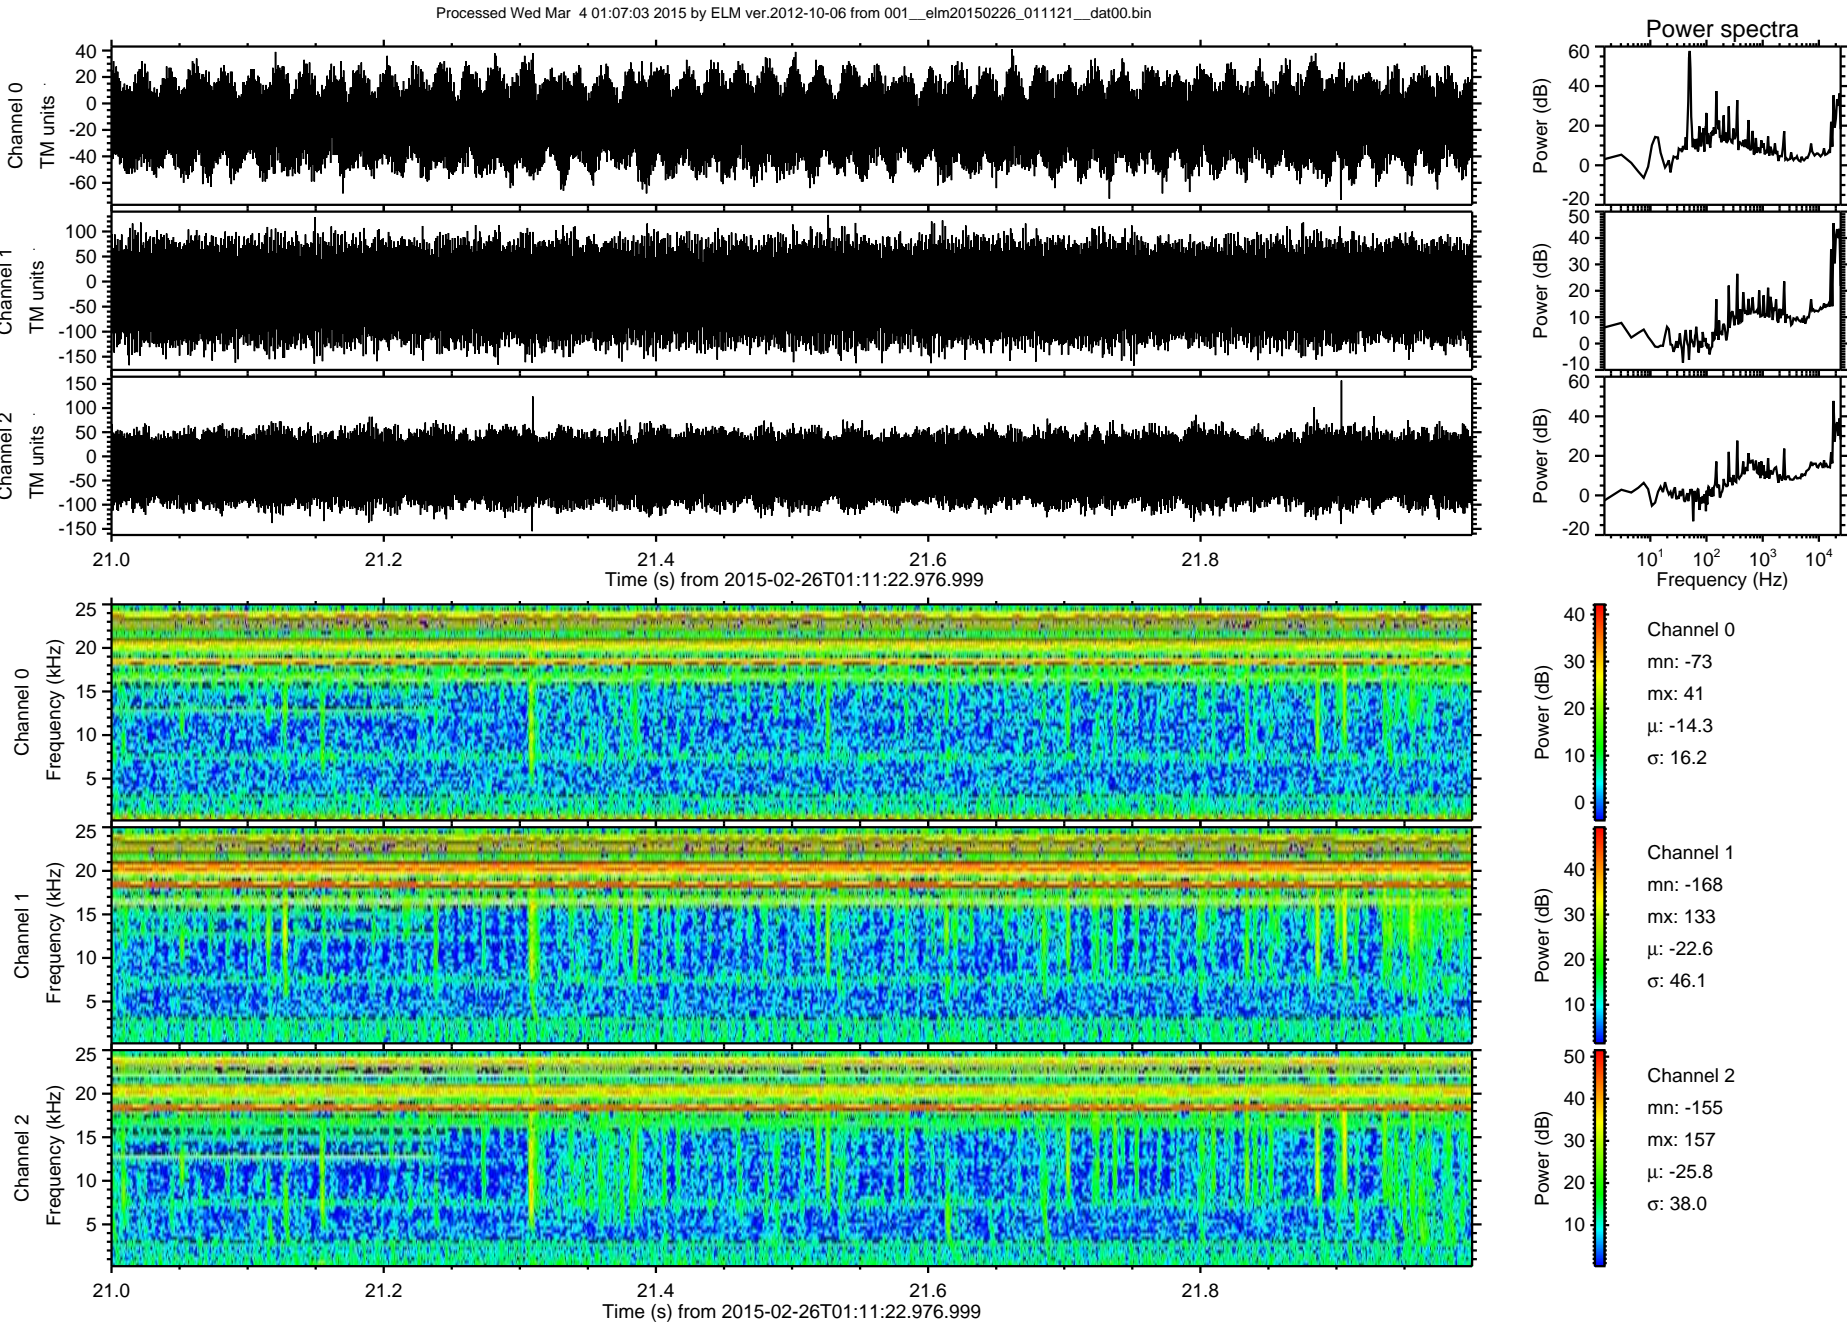 Processed Wed Mar  4 01:07:03 2015 by ELM ver.2012-10-06 from 001__elm20150226_011121__dat00.bin
Power spectra
Channel 0
TM units
40
20
0
-20
-40
-60
Power (dB)
60
40
20
0
-20
Channel 1
TM units
100
50
0
-50
-100
-150
Power (dB)
50
40
30
20
10
0
-10
Channel 2
TM units
150
100
50
0
-50
-100
-150
Power (dB)
60
40
20
0
-20
21.0 21.2 21.4 21.6 21.8
Time (s) from 2015-02-26T01:11:22.976.999
10^1 10^2 10^3 10^4
Frequency (Hz)
Channel 0
Frequency (kHz)
25
20
15
10
5
Power (dB)
40
30
20
10
0
Channel 0
mn: -73
mx: 41
μ: -14.3
σ: 16.2
Channel 1
Frequency (kHz)
25
20
15
10
5
Power (dB)
40
30
20
10
Channel 1
mn: -168
mx: 133
μ: -22.6
σ: 46.1
Channel 2
Frequency (kHz)
25
20
15
10
5
Power (dB)
50
40
30
20
10
Channel 2
mn: -155
mx: 157
μ: -25.8
σ: 38.0
21.0 21.2 21.4 21.6 21.8
Time (s) from 2015-02-26T01:11:22.976.999